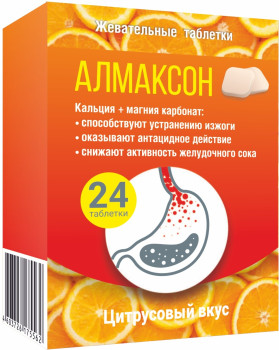 Жевательные таблетки
АЛМАКСОН
Кальция + магния карбонат:
• способствуют устранению изжоги
• оказывают антацидное действие
• снижают активность желудочного сока
24
таблетки
Цитрусовый вкус